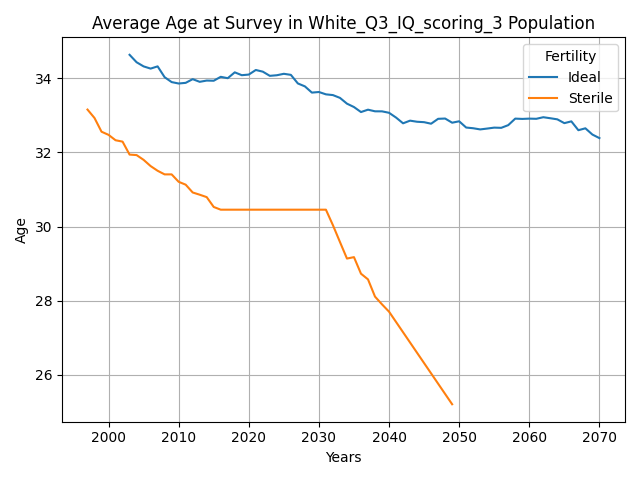 Average Age at Survey in White_Q3_IQ_scoring_3 Population
Fertility
Ideal
Sterile
34
32
30
28
26
Age
2000 2010 2020 2030 2040 2050 2060 2070
Years